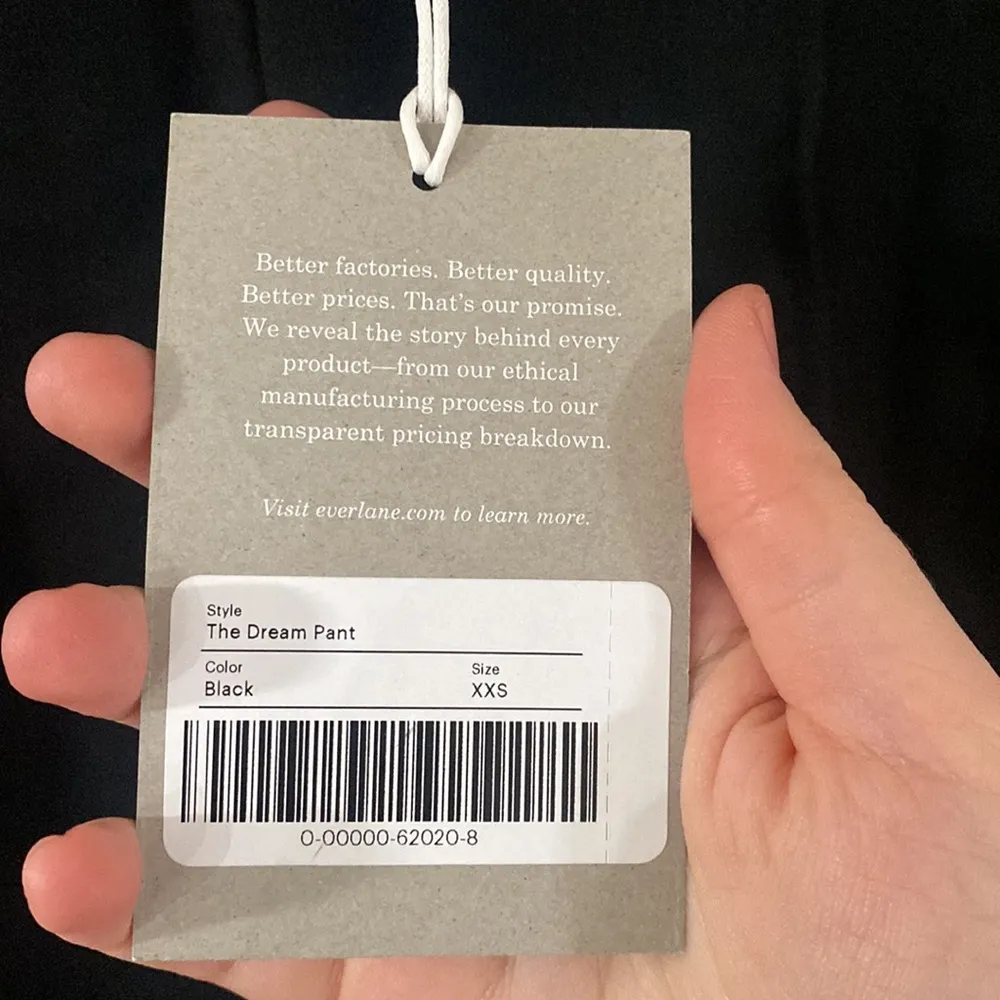 Better factories. Better quality.
Better prices. That's our promise.
We reveal the story behind every
product—from our ethical
manufacturing process to our
transparent pricing breakdown.
Visit everlane.com to learn more.
Style
The Dream Pant
Color
Black
Size
XXS
0-00000-62020-8